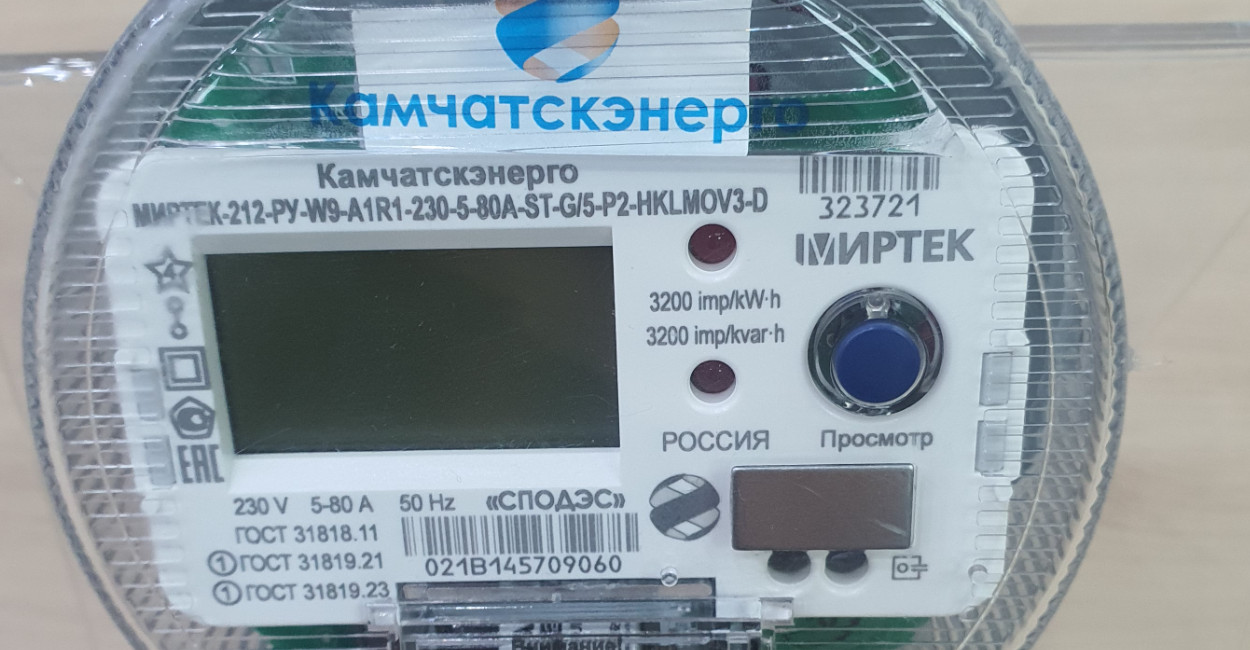 Камчатскэнерго
Камчатскэнерго
МИРТЕК-212-РУ-W9-A1R1-230-5-80A-ST-G/5-P2-HKLMOV3-D
323721
МИРТЕК
4
3200 imp/kW·h
3200 imp/kvar·h
РОССИЯ
Просмотр
EAC
230 V 5-80 A 50 Hz «СПОДЭС»
ГОСТ 31818.11
1 ГОСТ 31819.21
1 ГОСТ 31819.23
021B145709060
Внимание!